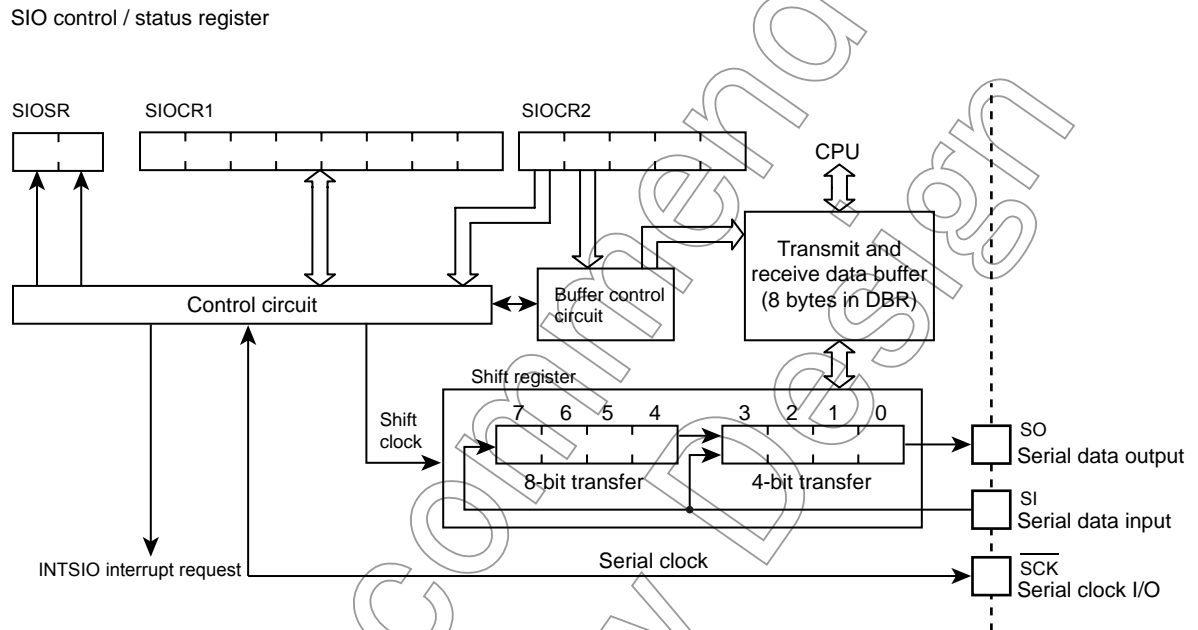 SIO control / status register
SIOSR
SIOCR1
SIOCR2
CPU
Transmit and
receive data buffer
(8 bytes in DBR)
Control circuit
Buffer control
circuit
Shift register
Shift
clock
7 6 5 4 3 2 1 0
8-bit transfer
4-bit transfer
SO
Serial data output
SI
Serial data input
INTSIO interrupt request
Serial clock
SCK
Serial clock I/O
commend
Design